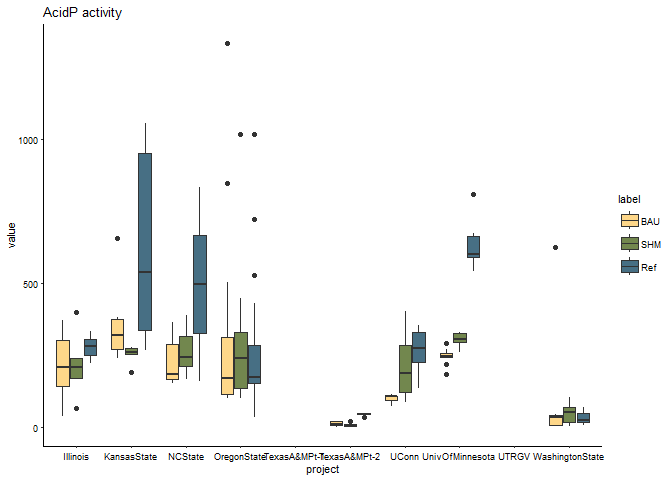 AcidP activity
value
1000
500
0
Illinois
KansasState
NCState
OregonState
TexasA&MPt-1
TexasA&MPt-2
UConn
UnivOfMinnesota
UTRGV
WashingtonState
project
label
BAU
SHM
Ref